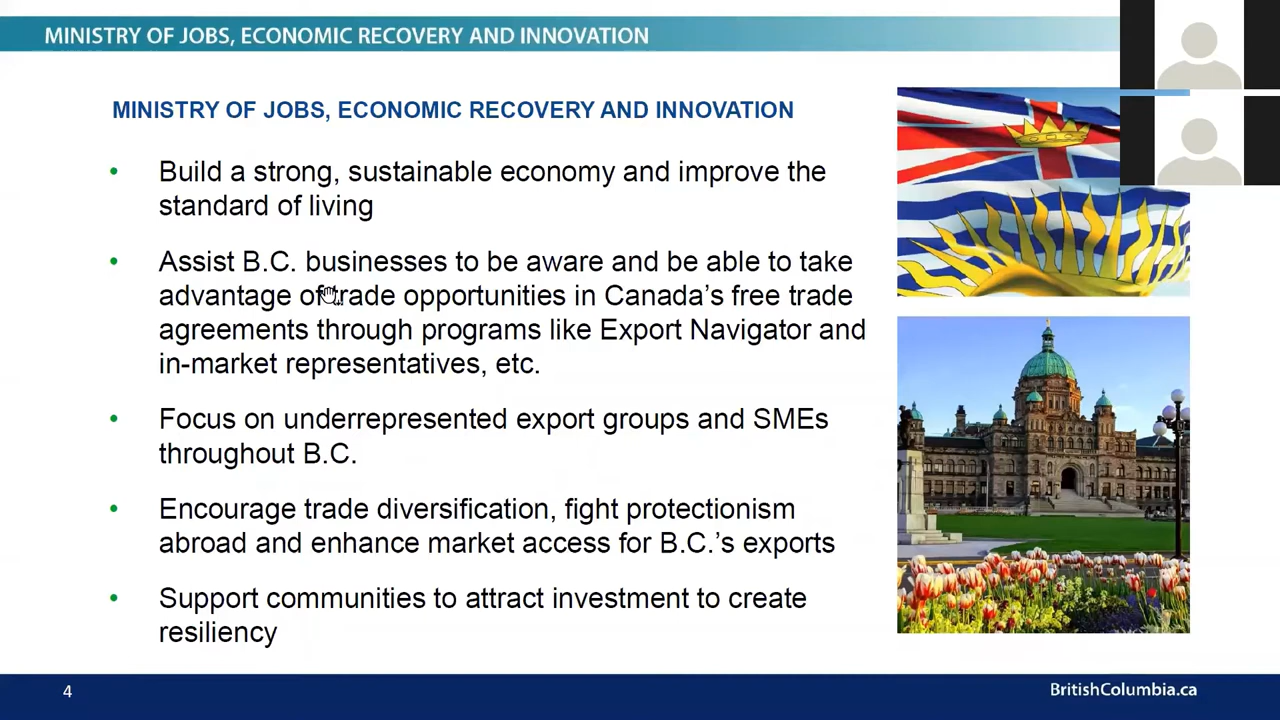 MINISTRY OF JOBS, ECONOMIC RECOVERY AND INNOVATION
MINISTRY OF JOBS, ECONOMIC RECOVERY AND INNOVATION
• Build a strong, sustainable economy and improve the
standard of living
• Assist B.C. businesses to be aware and be able to take
advantage of trade opportunities in Canada’s free trade
agreements through programs like Export Navigator and
in-market representatives, etc.
• Focus on underrepresented export groups and SMEs
throughout B.C.
• Encourage trade diversification, fight protectionism
abroad and enhance market access for B.C.’s exports
• Support communities to attract investment to create
resiliency
4
BritishColumbia.ca